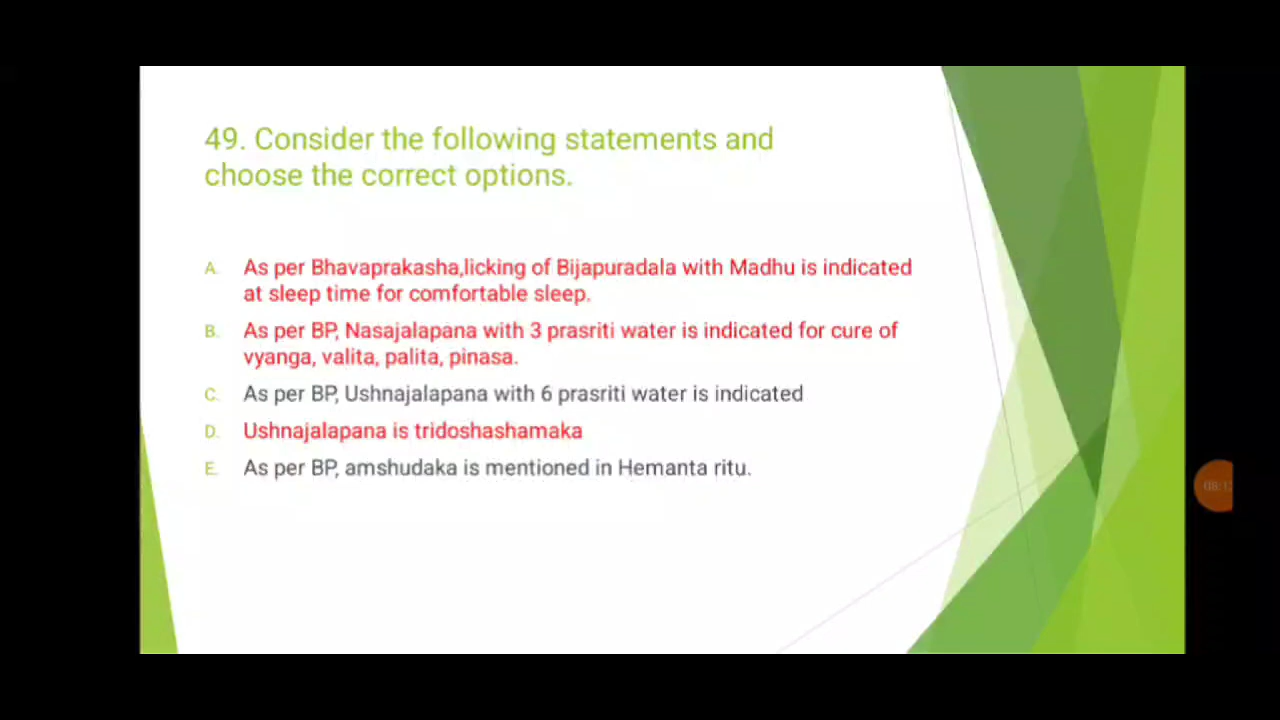 49. Consider the following statements and
choose the correct options.
A. As per Bhavaprakasha,licking of Bijapuradala with Madhu is indicated
at sleep time for comfortable sleep.
B. As per BP, Nasajalapana with 3 prasriti water is indicated for cure of
vyanga, valita, palita, pinasa.
C. As per BP, Ushnajalapana with 6 prasriti water is indicated
D. Ushnajalapana is tridoshashamaka
E. As per BP, amshudaka is mentioned in Hemanta ritu.